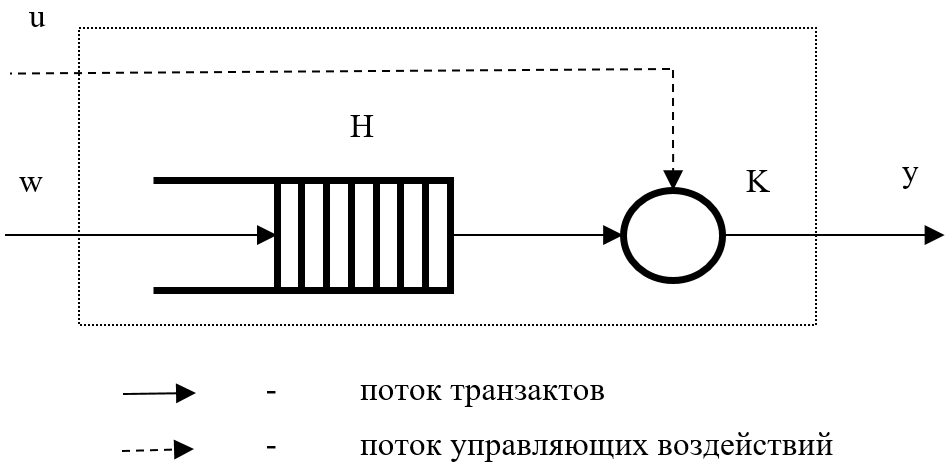 u
H
w
K
y
- поток транзактов
- поток управляющих воздействий